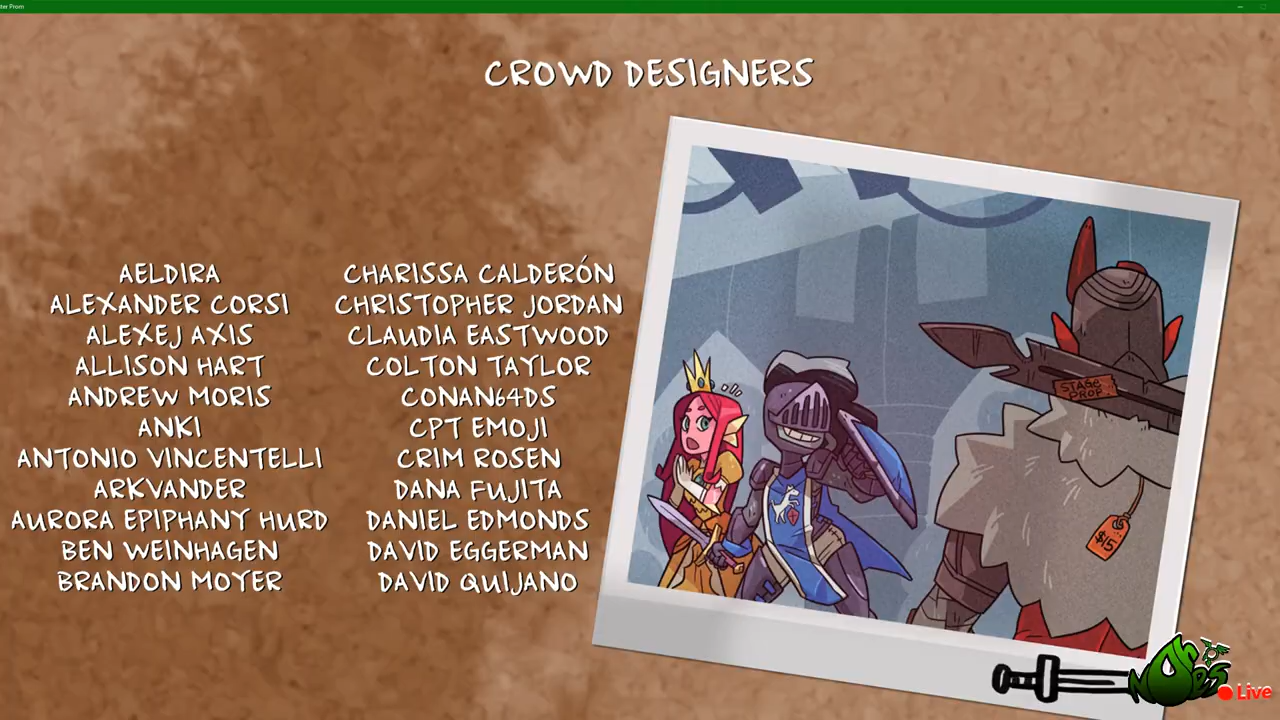 ter Prom
CROWD DESIGNERS
AELDIRA
ALEXANDER CORSI
ALEXEJ AXIS
ALLISON HART
ANDREW MORIS
ANKI
ANTONIO VINCENTELLI
ARKVANDER
AURORA EPIPHANY HURD
BEN WEINHAGEN
BRANDON MOYER
CHARISSA CALDERÓN
CHRISTOPHER JORDAN
CLAUDIA EASTWOOD
COLTON TAYLOR
CONAN64DS
CPT EMOJI
CRIM ROSEN
DANA FUJITA
DANIEL EDMONDS
DAVID EGGERMAN
DAVID QUIJANO
STAGE
PROP
$15
Live